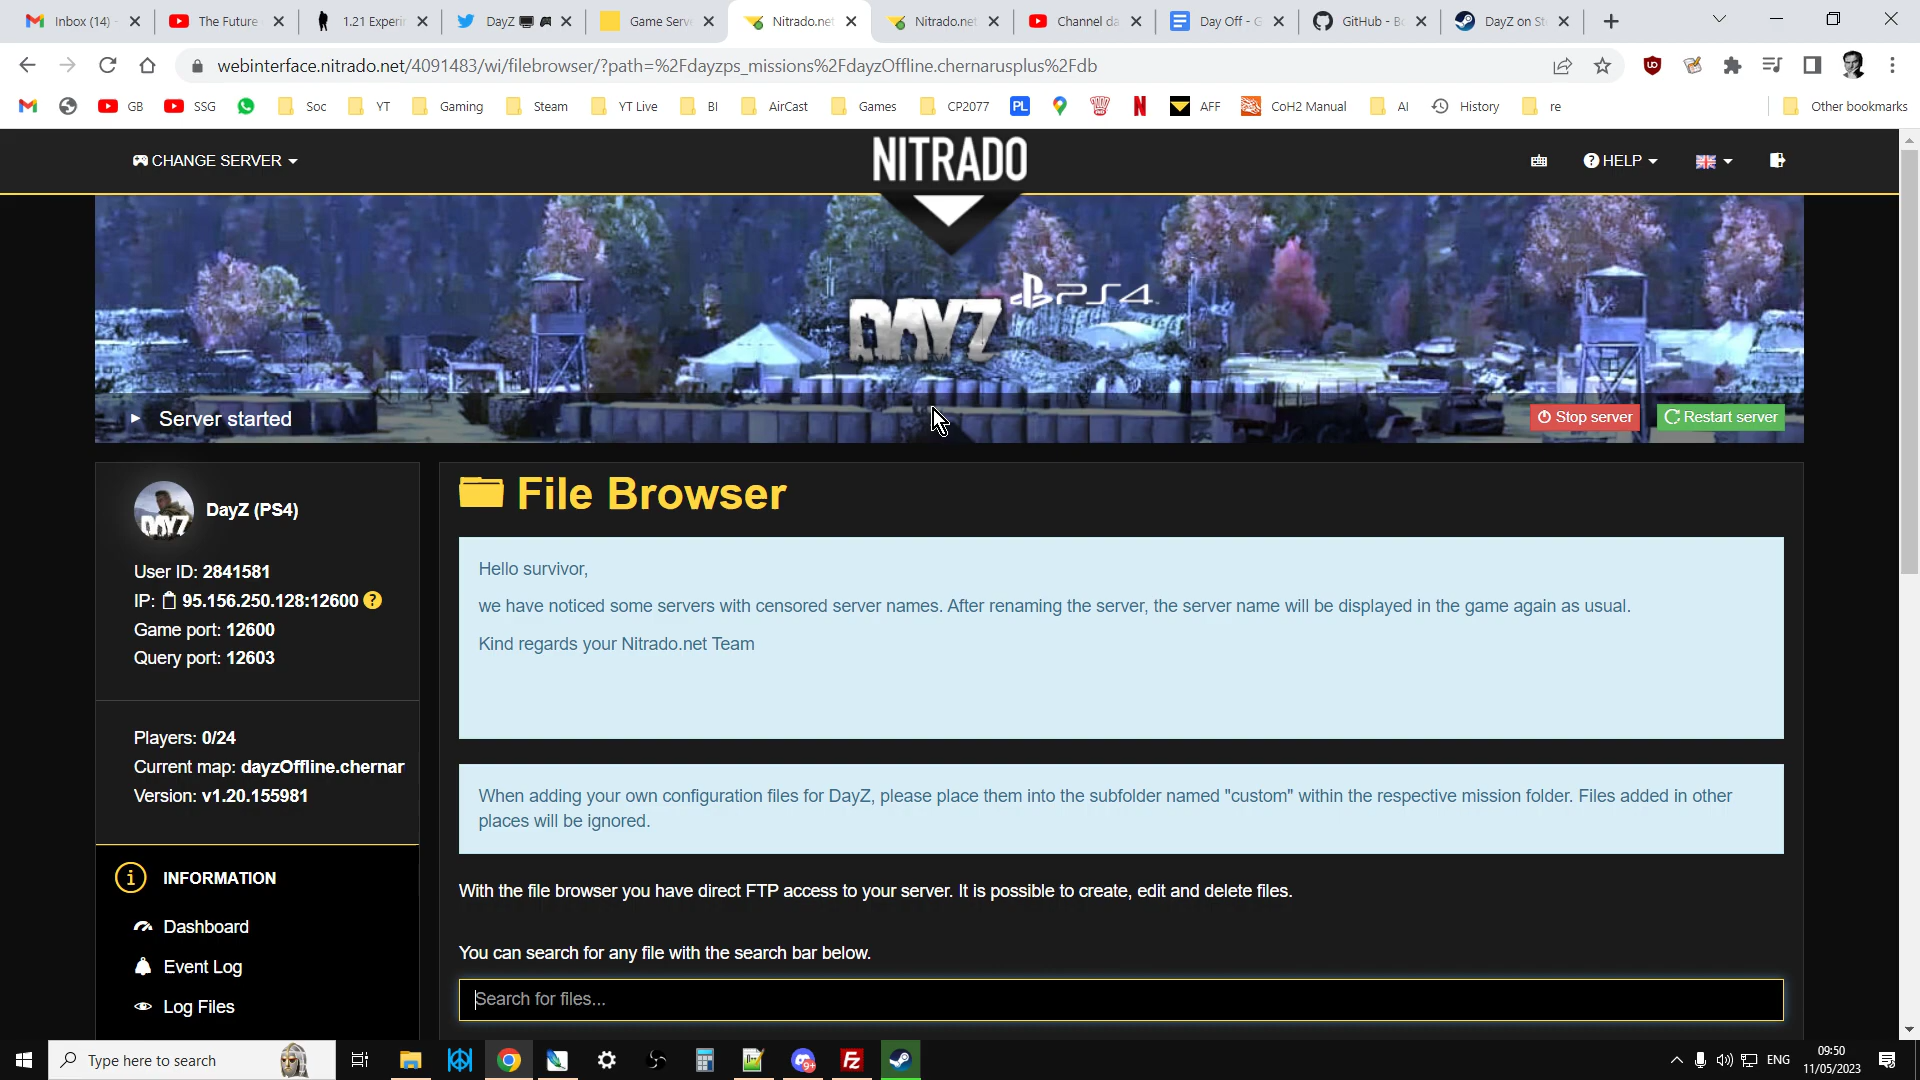 Inbox (14) -
The Future
1.21 Experi
DayZ
Game Serv
Nitrado.net
Nitrado.net
Channel da
Day Off - G
GitHub - Bo
DayZ on St
webinterface.nitrado.net/4091483/wi/filebrowser/?path=%2Fdayzps_missions%2FdayzOffline.chernarusplus%2Fdb
GB
SSG
Soc
YT
Gaming
Steam
YT Live
BI
AirCast
Games
CP2077
PL
N
AFF
CoH2 Manual
AI
History
re
Other bookmarks
CHANGE SERVER
NITRADO
HELP
DAYZ PS4
Server started
Stop server
Restart server
DAYZ
DayZ (PS4)
User ID: 2841581
IP: 95.156.250.128:12600 ?
Game port: 12600
Query port: 12603
Players: 0/24
Current map: dayzOffline.chernar
Version: v1.20.155981
INFORMATION
Dashboard
Event Log
Log Files
File Browser
Hello survivor,
we have noticed some servers with censored server names. After renaming the server, the server name will be displayed in the game again as usual.
Kind regards your Nitrado.net Team
When adding your own configuration files for DayZ, please place them into the subfolder named "custom" within the respective mission folder. Files added in other
places will be ignored.
With the file browser you have direct FTP access to your server. It is possible to create, edit and delete files.
You can search for any file with the search bar below.
Search for files...
Type here to search
9+
ENG
09:50
11/05/2023